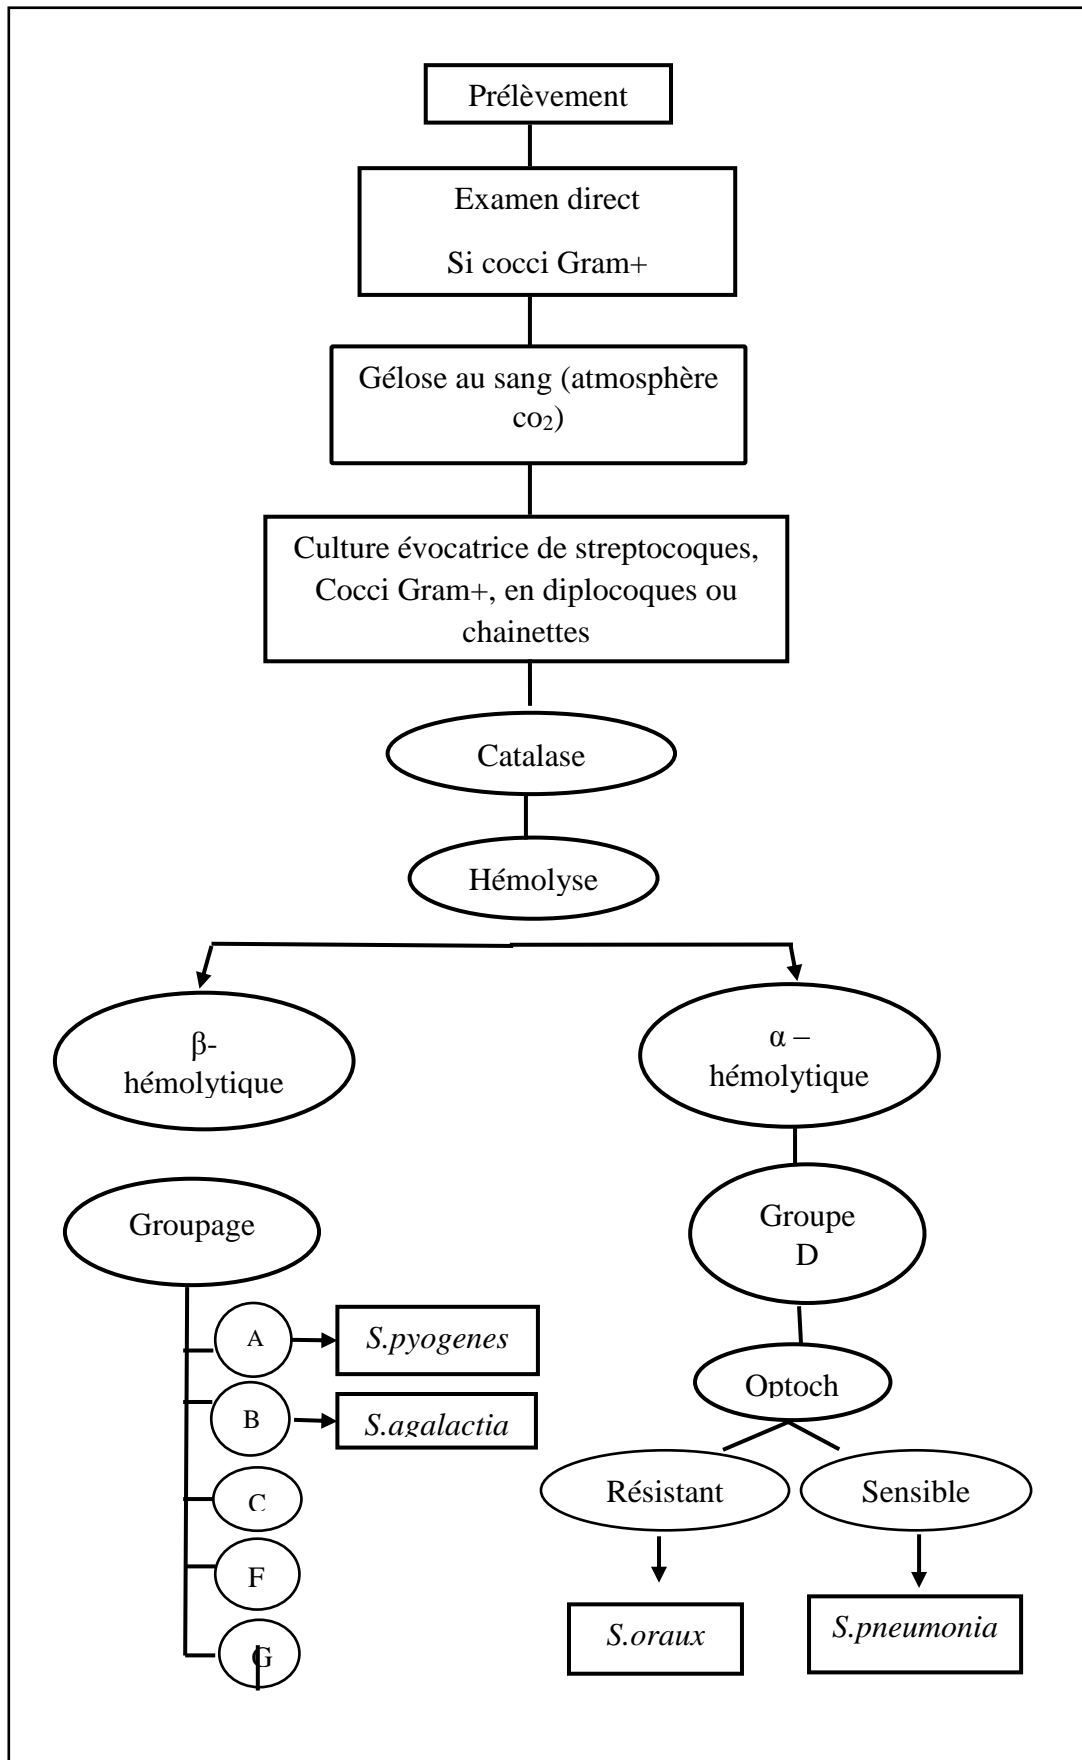 Prélèvement
Examen direct
Si cocci Gram+
Gélose au sang (atmosphère
co₂)
Culture évocatrice de streptocoques,
Cocci Gram+, en diplocoques ou
chainettes
Catalase
Hémolyse
β-
hémolytique
α –
hémolytique
Groupage
Groupe
D
A
S.pyogenes
B
S.agalactia
C
F
G
Optoch
Résistant
Sensible
S.oraux
S.pneumonia